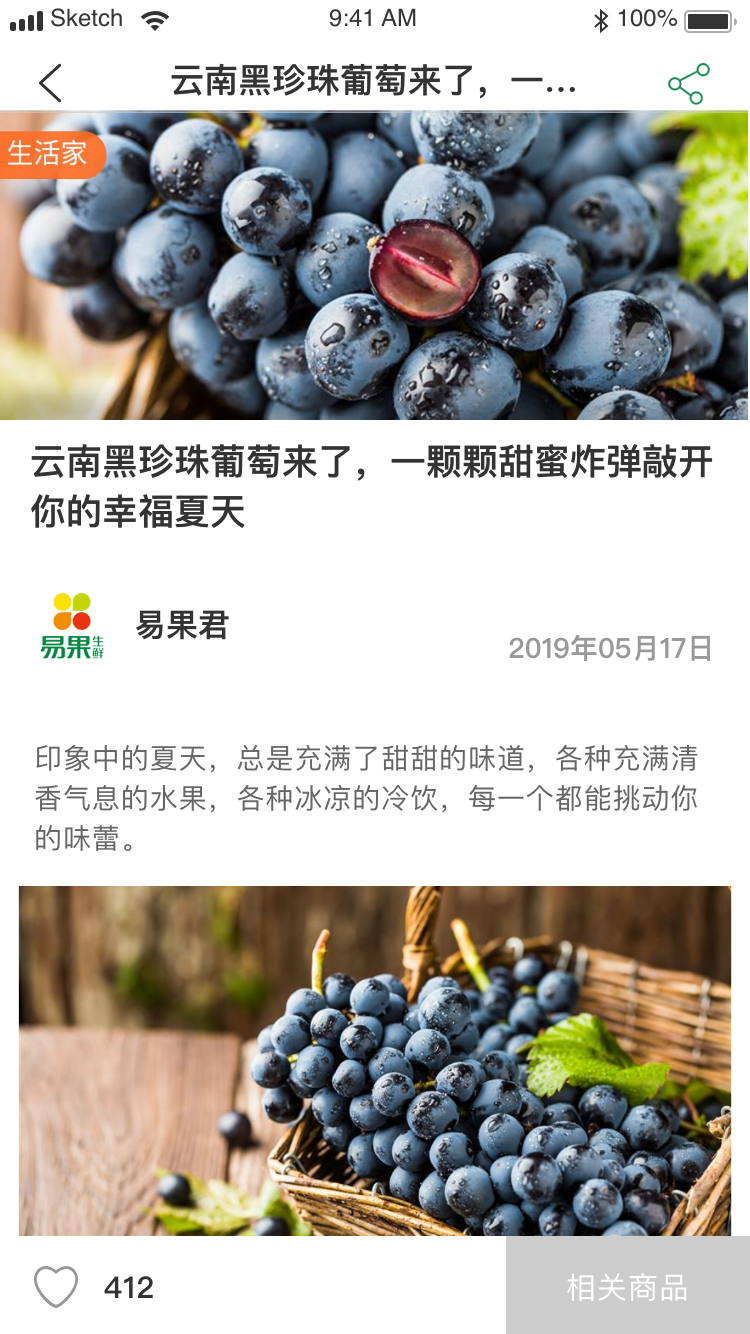 Sketch 9:41 AM 100%
云南黑珍珠葡萄来了，一...
生活家
云南黑珍珠葡萄来了，一颗颗甜蜜炸弹敲开
你的幸福夏天
易果生鲜
易果君
2019年05月17日
印象中的夏天，总是充满了甜甜的味道，各种充满清
香气息的水果，各种冰凉的冷饮，每一个都能挑动你
的味蕾。
412
相关商品